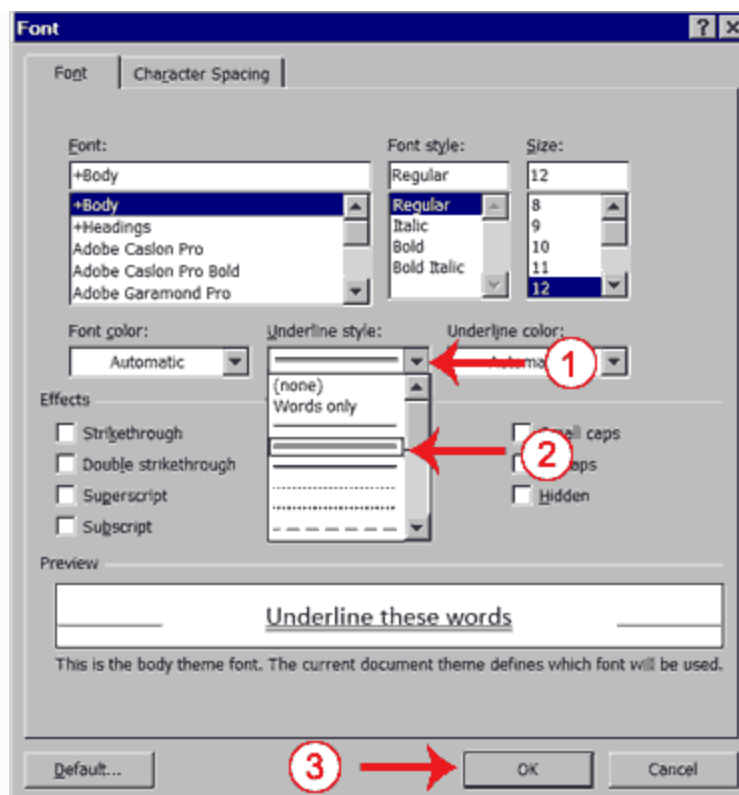 Font
Font Character Spacing
Font: Font style: Size:
+Body Regular 12
+Body Regular 8
+Headings Italic 9
Adobe Caslon Pro Bold 10
Adobe Caslon Pro Bold Bold Italic 11
Adobe Garamond Pro 12
Font color: Underline style: Underline color:
Automatic 1
(none)
Words only
Effects
Strikethrough caps
Double strikethrough 2
Superscript Hidden
Subscript
Preview
Underline these words
This is the body theme font. The current document theme defines which font will be used.
Default... 3 OK Cancel